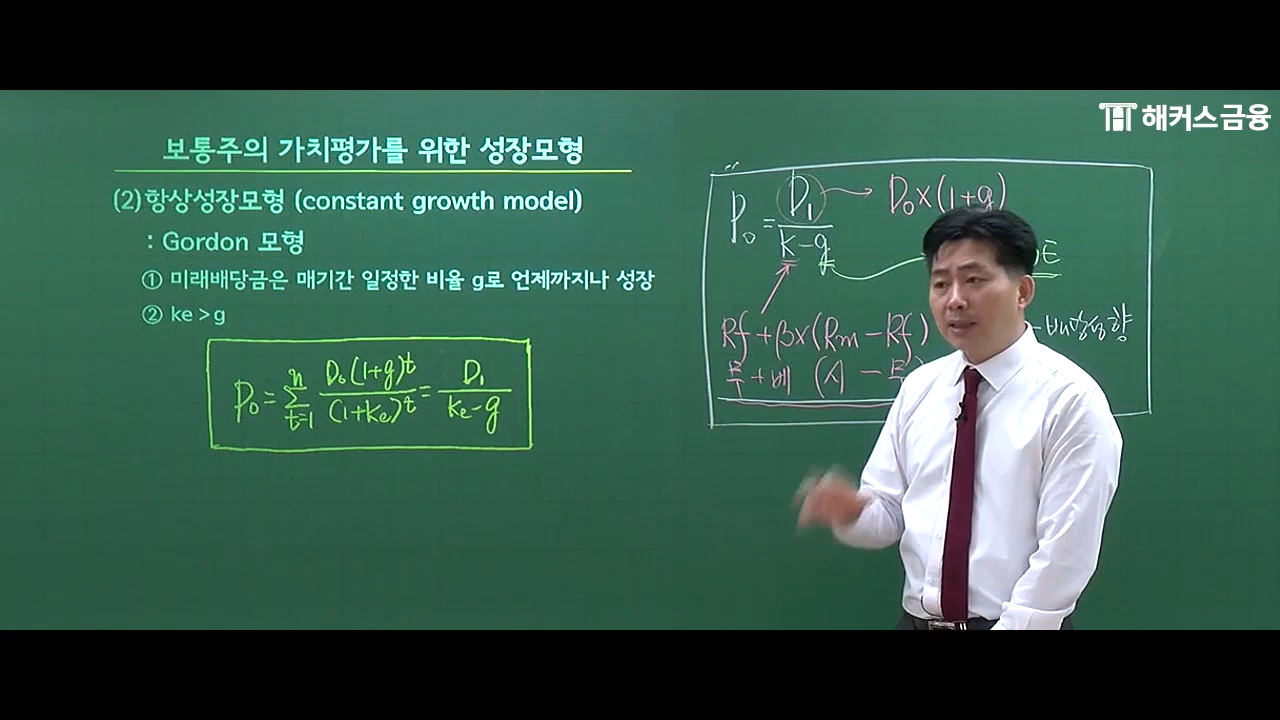 해커스금융
보통주의 가치평가를 위한 성장모형
(2)항상성장모형 (constant growth model)
: Gordon 모형
① 미래배당금은 매기간 일정한 비율 g로 언제까지나 성장
② ke > g
P₀ = Σ t=1 n D₀(1+g)ᵗ / (1+ke)ᵗ = D₁ / ke-g
P₀ = D₁ / k-g → D₀×(1+g)
E
Rf+β×(Rm-Rf) -배당성향
무+베 (시 - 무)